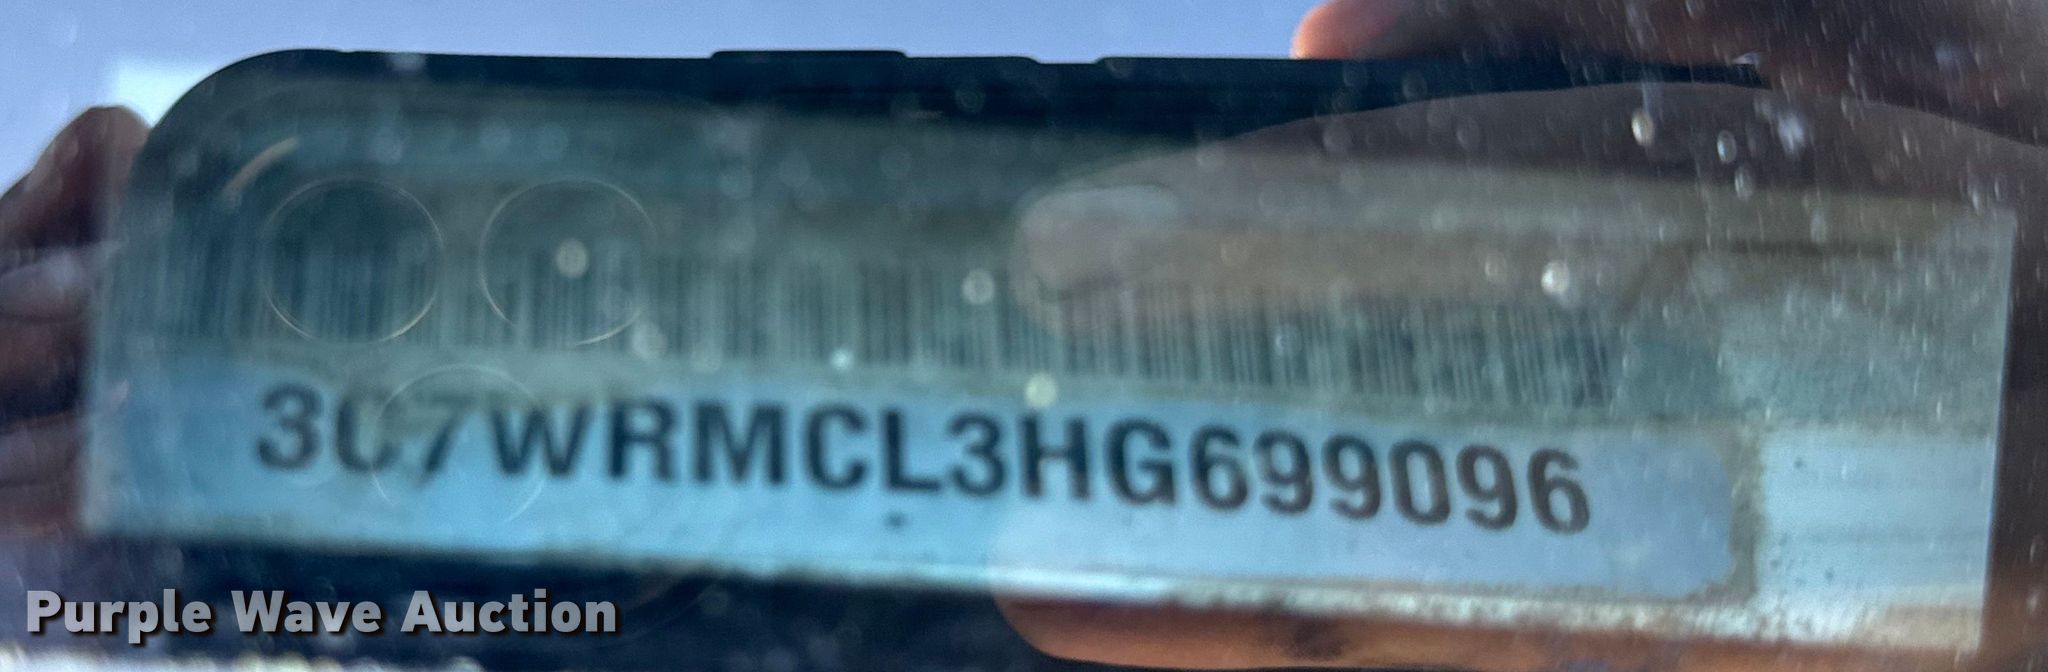 3C7WRMCL3HG699096
Purple Wave Auction